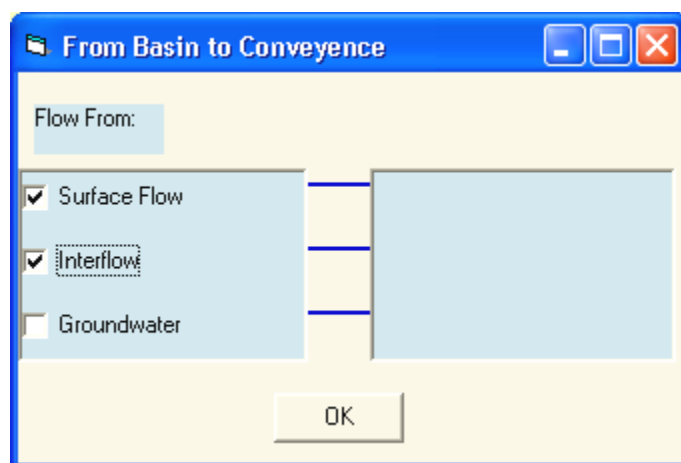 From Basin to Conveyence
Flow From:
Surface Flow
Interflow
Groundwater
OK